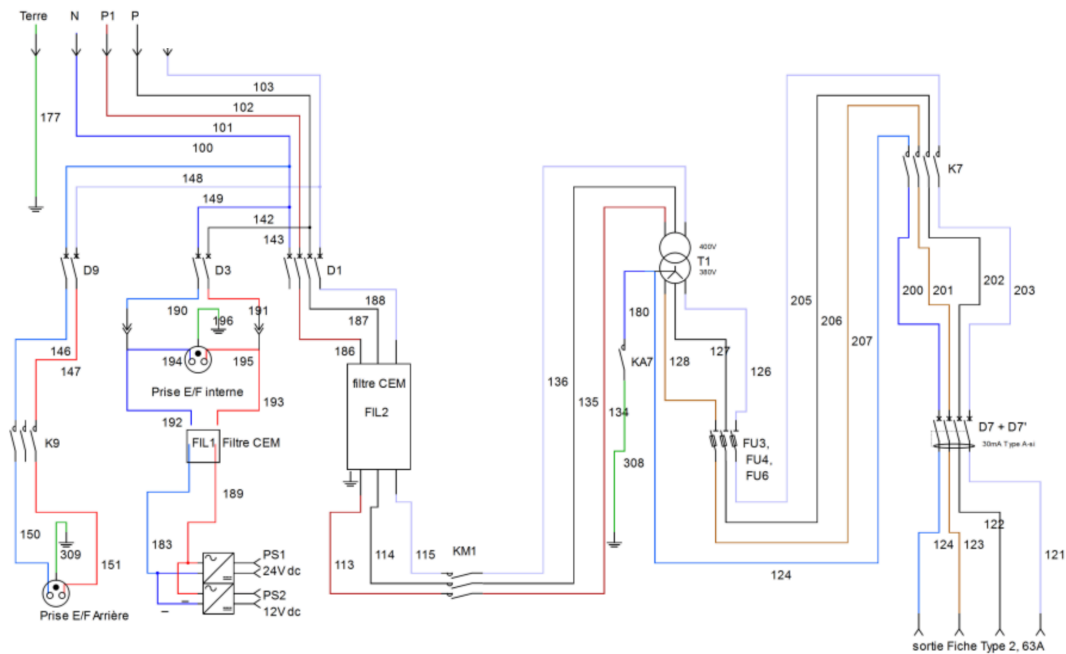 Terre N P1 P
103
102
177
101
100
148
149
142
143
D9 D3 D1
K7
400V
T1
380V
188
190 191
196
187
180
205
200 201 202 203
206
146
147
186
194 195
207
KA7
128 127
126
Prise E/F interne
filtre CEM
FIL2
136
135
134
193
192
K9
FIL1 Filtre CEM
FU3,
FU4,
FU6
D7 + D7'
30mA Type A-si
308
189
150
309
151
183
113 114 115
KM1
122
124 123
121
124
PS1
24V dc
PS2
12V dc
Prise E/F Arrière
sortie Fiche Type 2, 63A